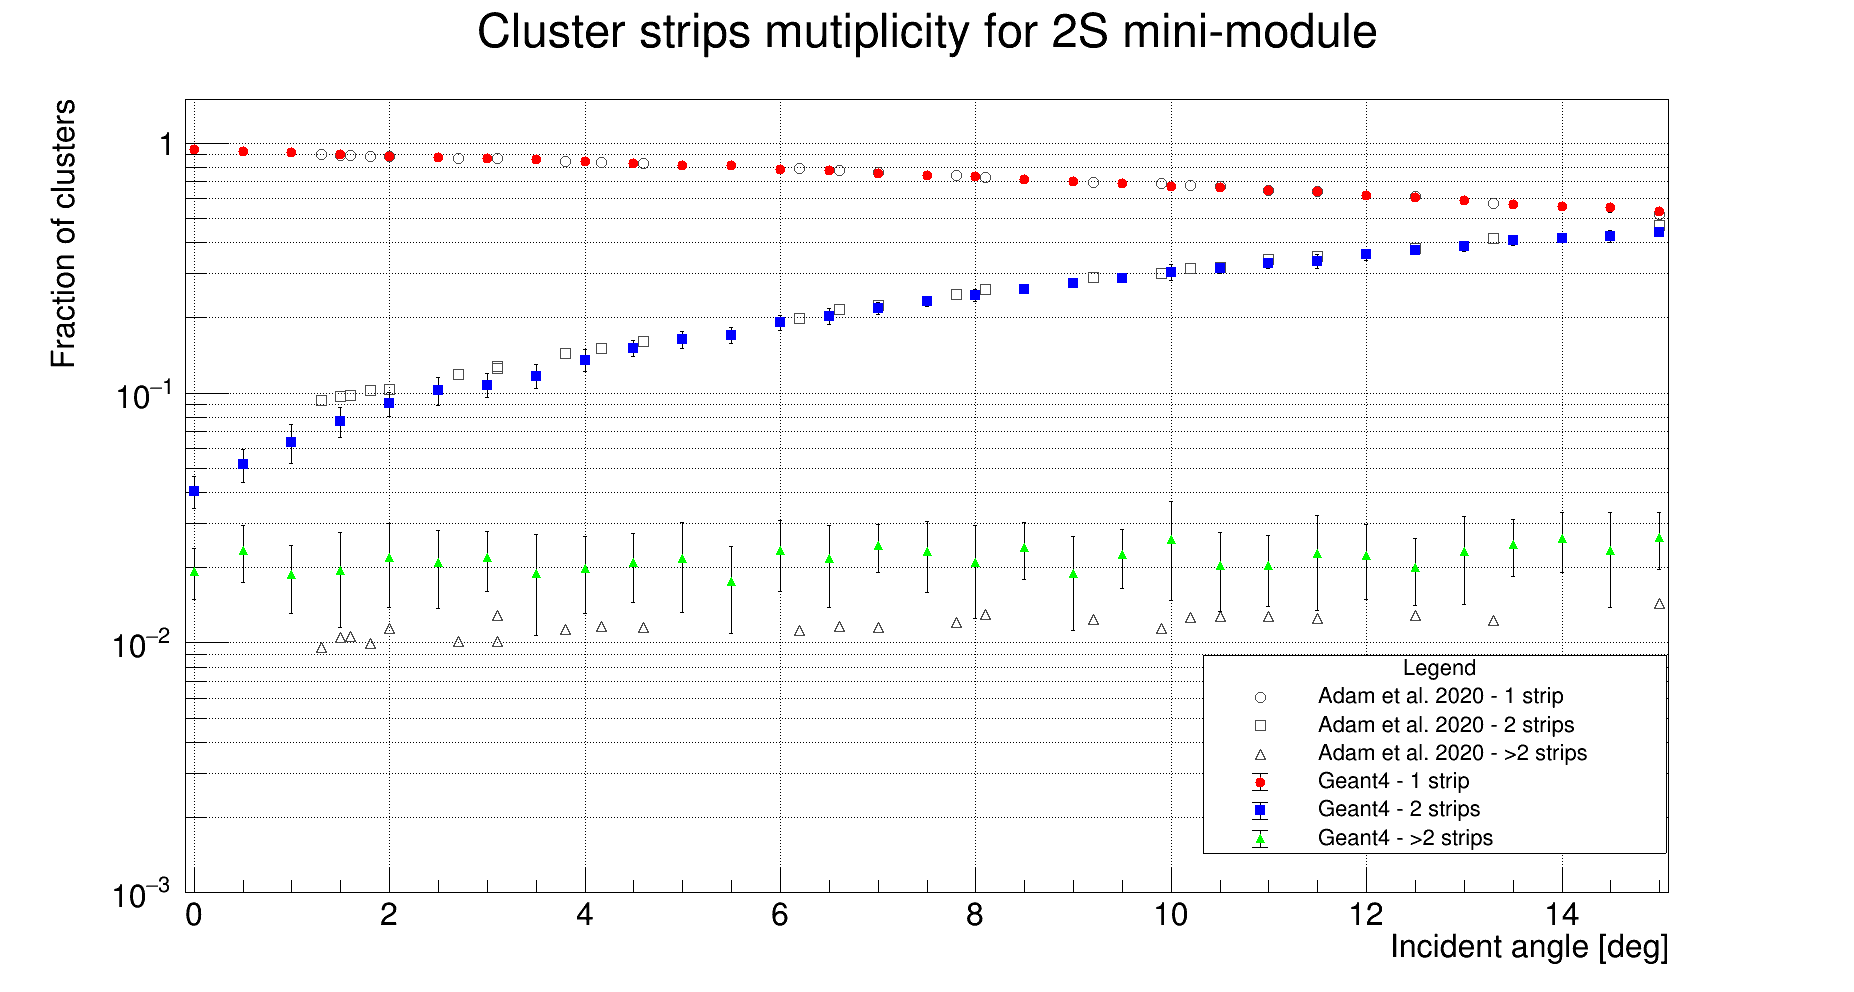 Cluster strips mutiplicity for 2S mini-module
Fraction of clusters
1
10⁻¹
10⁻²
10⁻³
0 2 4 6 8 10 12 14
Incident angle [deg]
Legend
Adam et al. 2020 - 1 strip
Adam et al. 2020 - 2 strips
Adam et al. 2020 - >2 strips
Geant4 - 1 strip
Geant4 - 2 strips
Geant4 - >2 strips